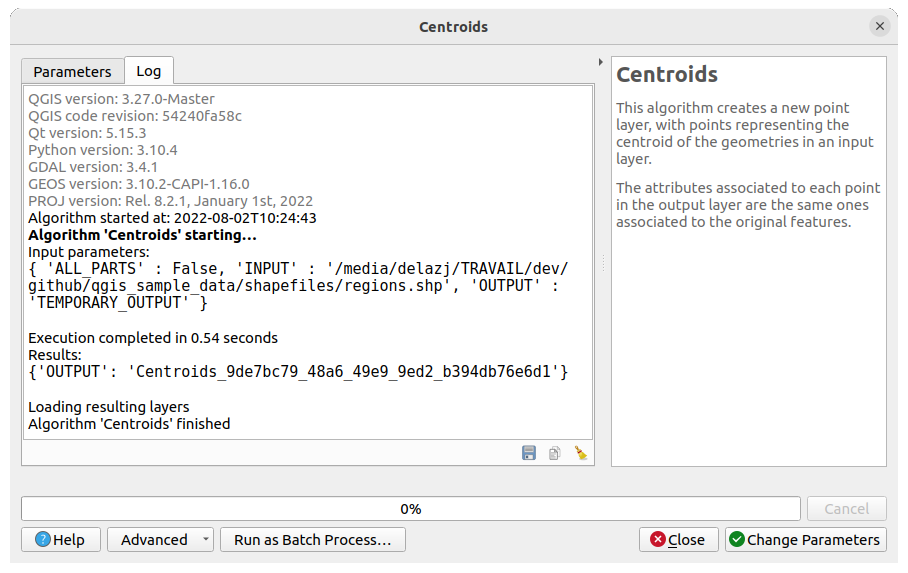 Centroids
Parameters
Log
QGIS version: 3.27.0-Master
QGIS code revision: 54240fa58c
Qt version: 5.15.3
Python version: 3.10.4
GDAL version: 3.4.1
GEOS version: 3.10.2-CAPI-1.16.0
PROJ version: Rel. 8.2.1, January 1st, 2022
Algorithm started at: 2022-08-02T10:24:43
Algorithm 'Centroids' starting…
Input parameters:
{ 'ALL_PARTS' : False, 'INPUT' : '/media/delazj/TRAVAIL/dev/
github/qgis_sample_data/shapefiles/regions.shp', 'OUTPUT' :
'TEMPORARY_OUTPUT' }
Execution completed in 0.54 seconds
Results:
{'OUTPUT': 'Centroids_9de7bc79_48a6_49e9_9ed2_b394db76e6d1'}
Loading resulting layers
Algorithm 'Centroids' finished
Centroids
This algorithm creates a new point
layer, with points representing the
centroid of the geometries in an input
layer.
The attributes associated to each point
in the output layer are the same ones
associated to the original features.
0%
Cancel
Help
Advanced
Run as Batch Process…
Close
Change Parameters